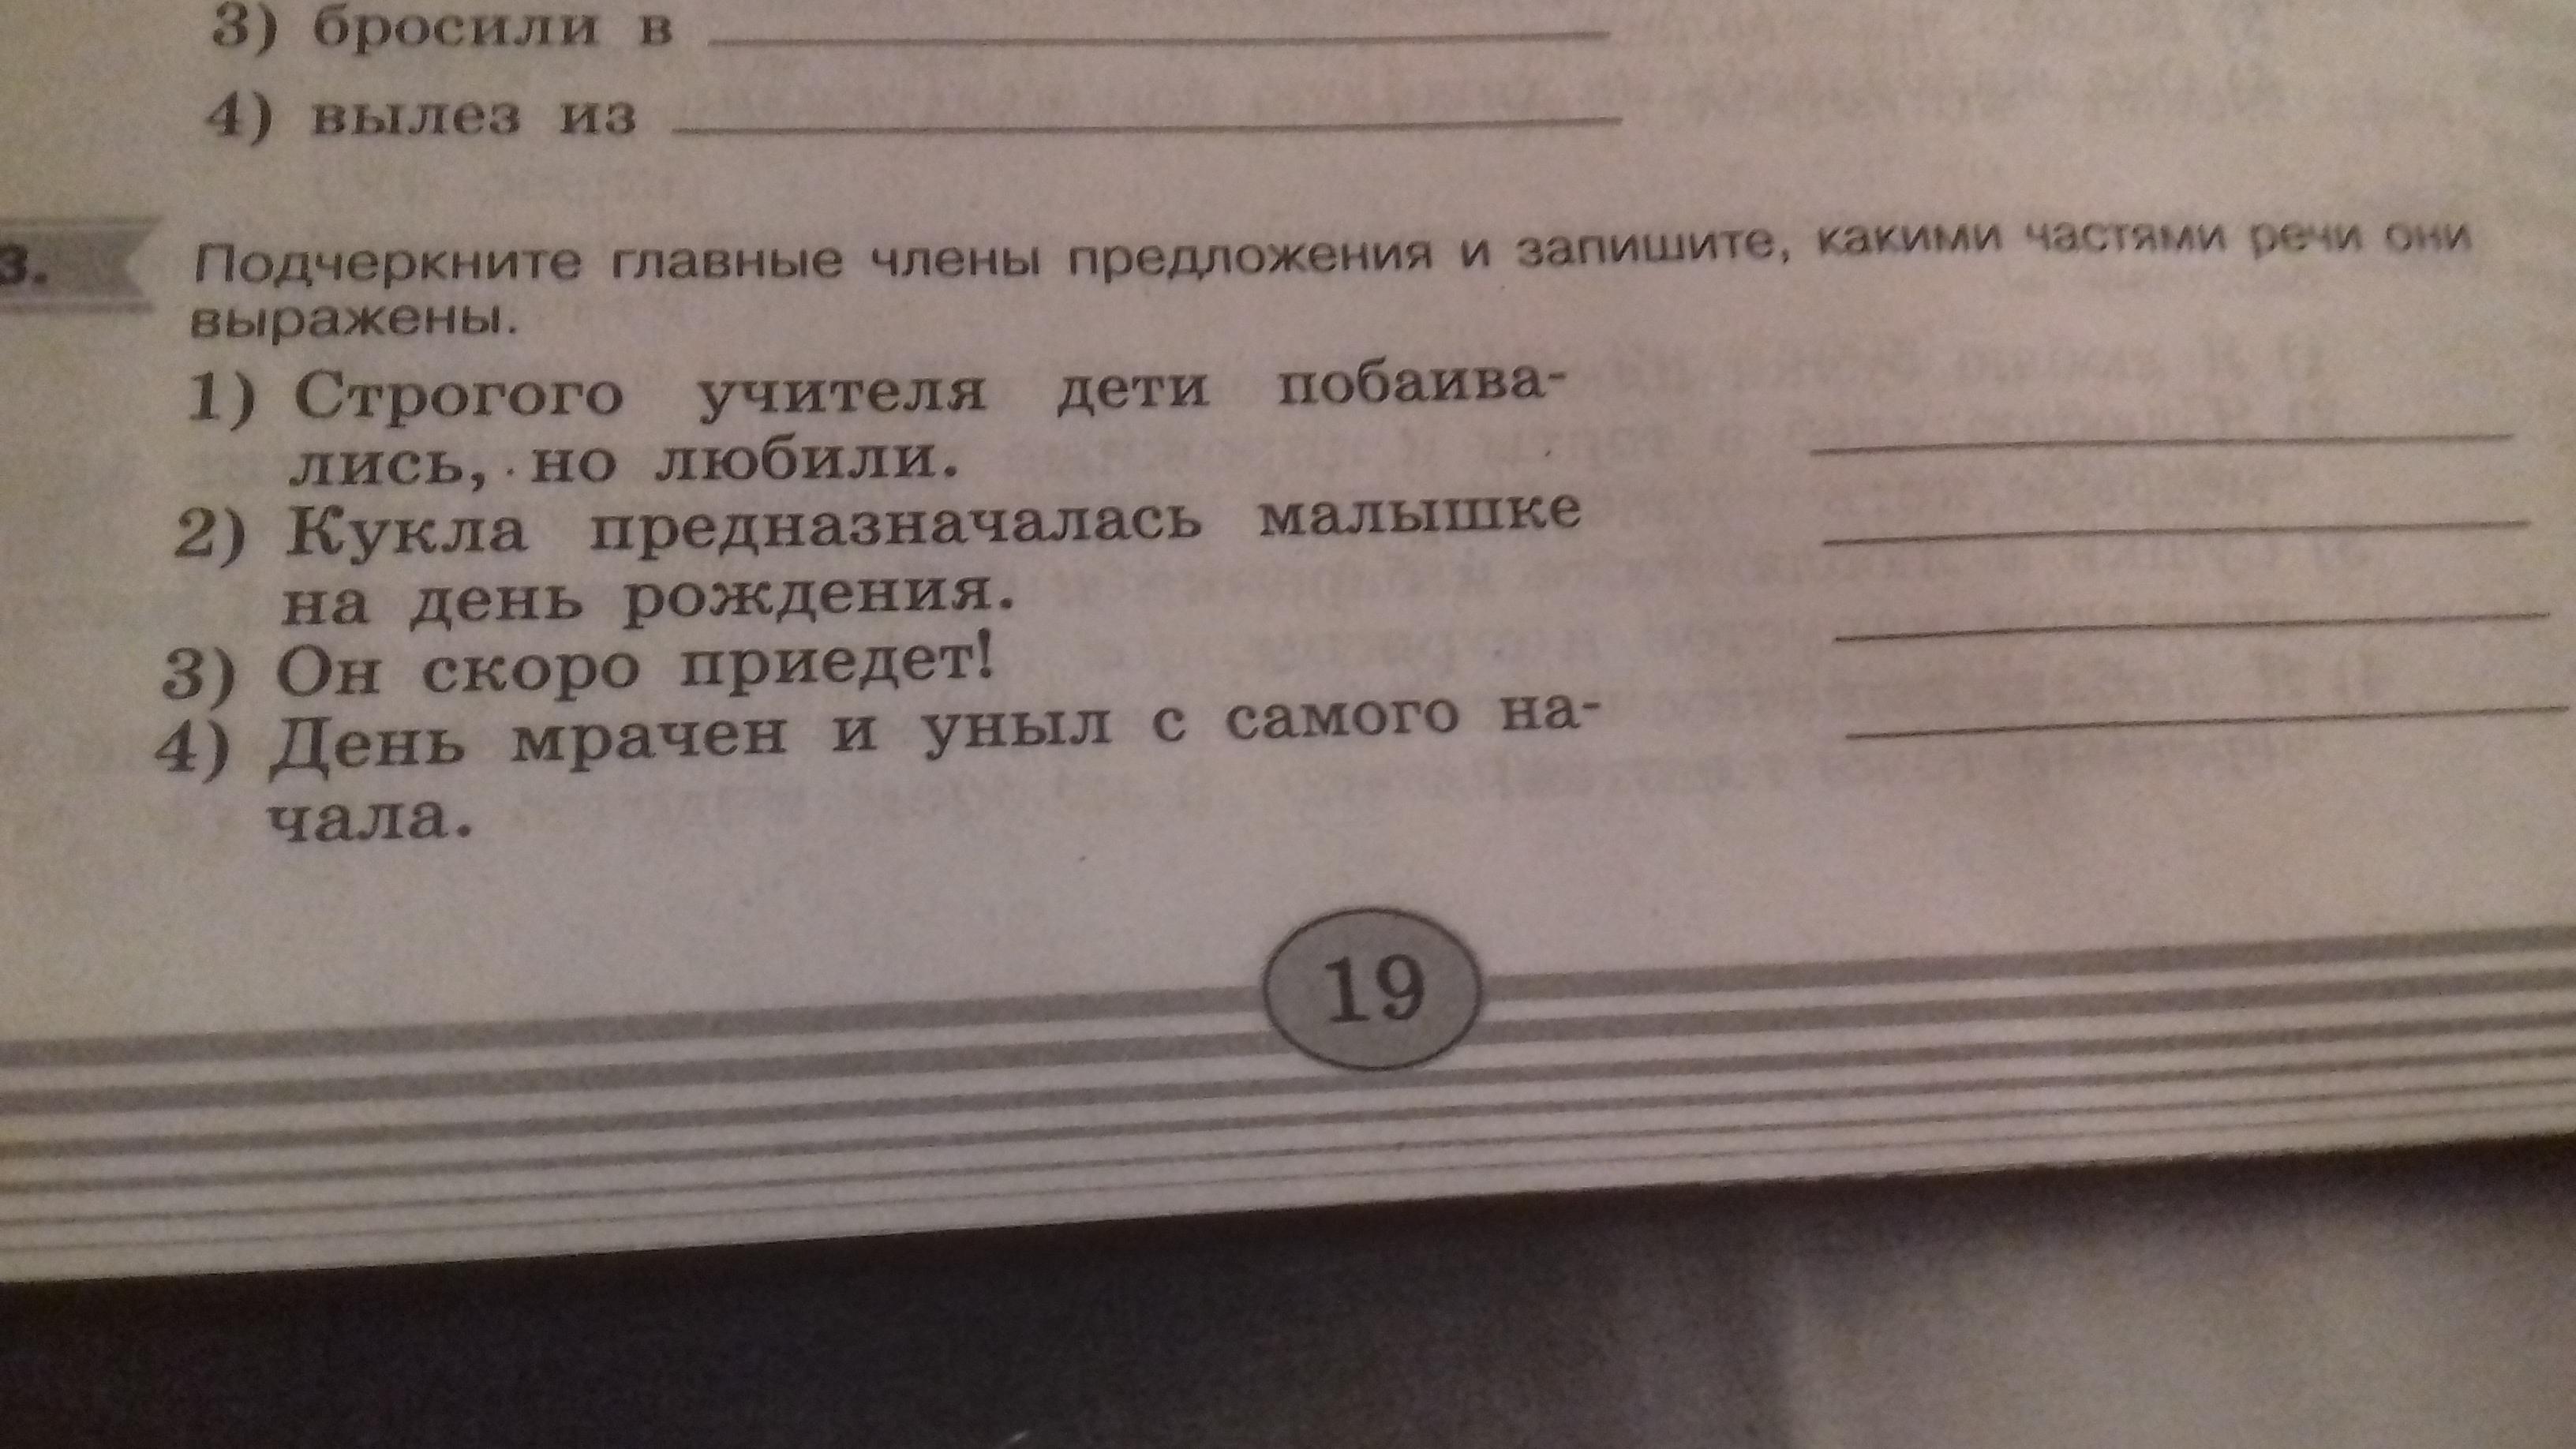 3) бросили в
4) вылез из
3. Подчеркните главные члены предложения и запишите, какими частями речи они
выражены.
1) Строгого учителя дети побаива-
лись, но любили.
2) Кукла предназначалась малышке
на день рождения.
3) Он скоро приедет!
4) День мрачен и уныл с самого на-
чала.
19